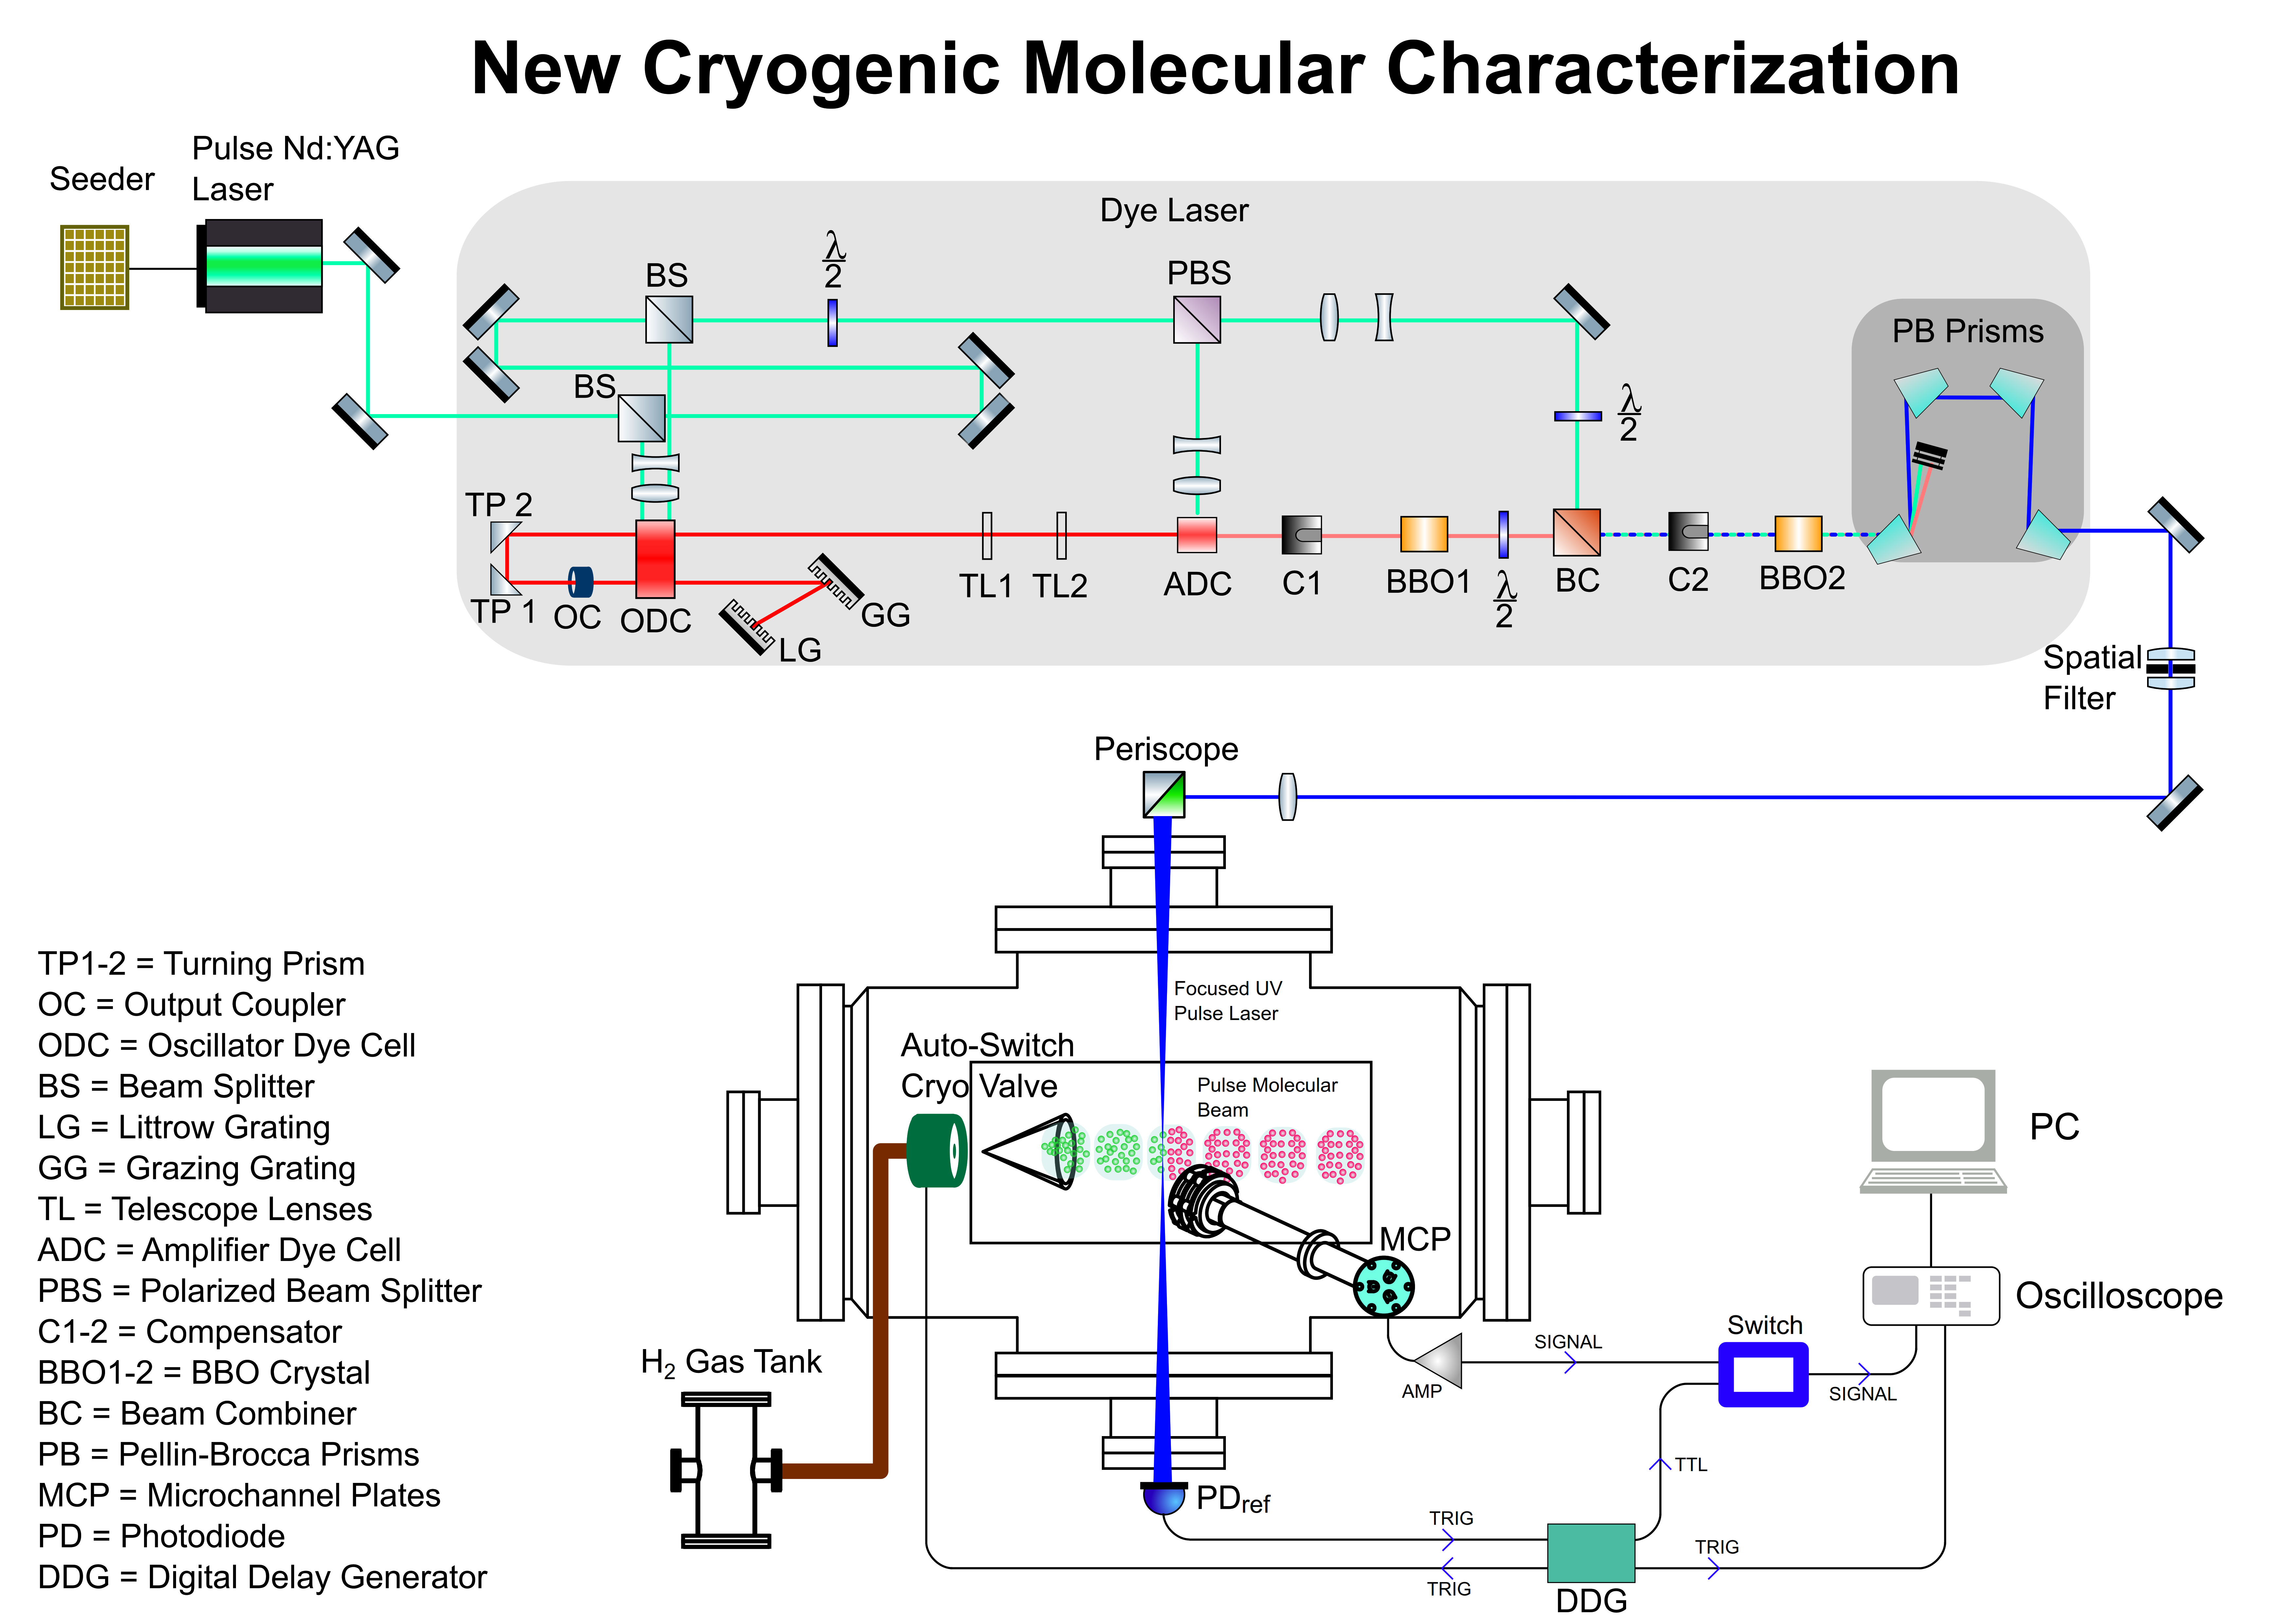 New Cryogenic Molecular Characterization
Pulse Nd:YAG
Laser
Seeder
Dye Laser
BS
λ
2
PBS
PB Prisms
BS
λ
2
TP 2
TP 1
OC
ODC
LG
GG
TL1
TL2
ADC
C1
BBO1
λ
2
BC
C2
BBO2
Spatial
Filter
Periscope
Focused UV
Pulse Laser
Auto-Switch
Cryo Valve
Pulse Molecular
Beam
MCP
PC
Oscilloscope
Switch
SIGNAL
SIGNAL
AMP
H₂ Gas Tank
TTL
PDref
TRIG
TRIG
TRIG
DDG
TP1-2 = Turning Prism
OC = Output Coupler
ODC = Oscillator Dye Cell
BS = Beam Splitter
LG = Littrow Grating
GG = Grazing Grating
TL = Telescope Lenses
ADC = Amplifier Dye Cell
PBS = Polarized Beam Splitter
C1-2 = Compensator
BBO1-2 = BBO Crystal
BC = Beam Combiner
PB = Pellin-Brocca Prisms
MCP = Microchannel Plates
PD = Photodiode
DDG = Digital Delay Generator